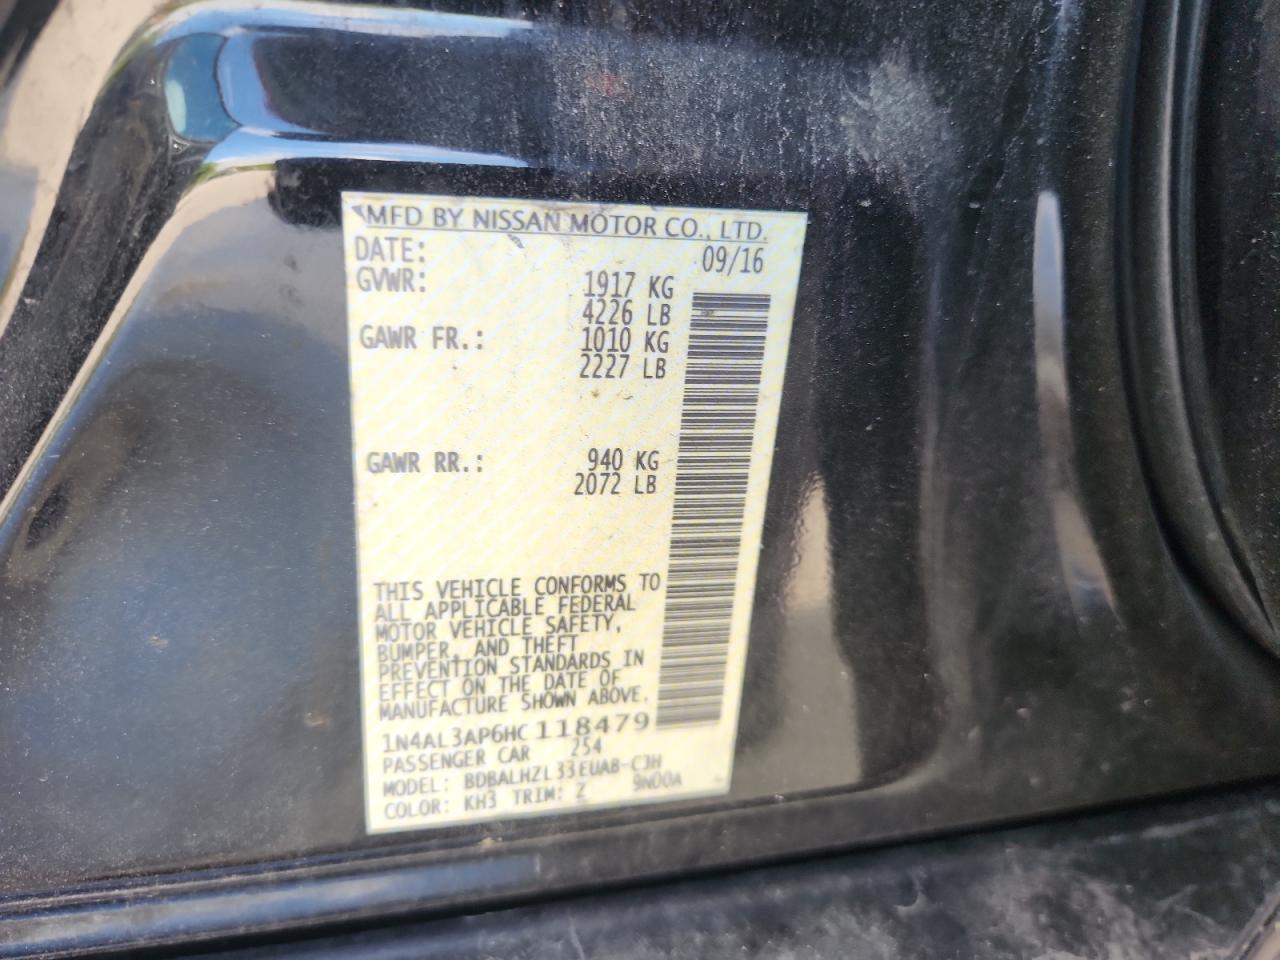 MFD BY NISSAN MOTOR CO., LTD.
DATE: 09/16
GVWR: 1917 KG
4226 LB
GAWR FR.: 1010 KG
2227 LB
GAWR RR.: 940 KG
2072 LB
THIS VEHICLE CONFORMS TO
ALL APPLICABLE FEDERAL
MOTOR VEHICLE SAFETY,
BUMPER, AND THEFT
PREVENTION STANDARDS IN
EFFECT ON THE DATE OF
MANUFACTURE SHOWN ABOVE.
1N4AL3AP6HC 118479
PASSENGER CAR 254
MODEL: BDBALHZL33EUAB-CJH
COLOR: KH3 TRIM: Z 9N00A